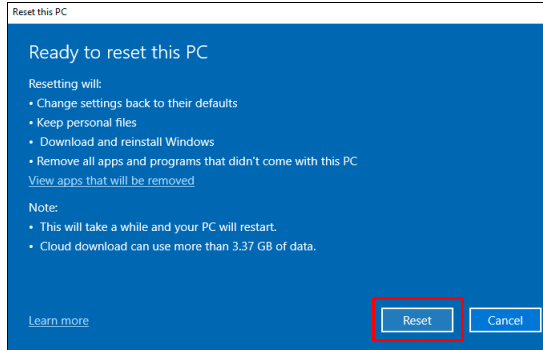 Reset this PC
Ready to reset this PC
Resetting will:
• Change settings back to their defaults
• Keep personal files
• Download and reinstall Windows
• Remove all apps and programs that didn't come with this PC
View apps that will be removed
Note:
• This will take a while and your PC will restart.
• Cloud download can use more than 3.37 GB of data.
Learn more
Reset
Cancel